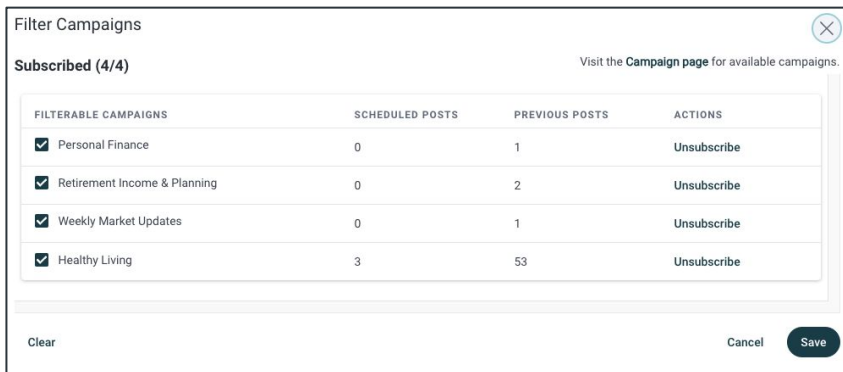 Filter Campaigns
Subscribed (4/4)
Visit the Campaign page for available campaigns.
FILTERABLE CAMPAIGNS SCHEDULED POSTS PREVIOUS POSTS ACTIONS
Personal Finance 0 1 Unsubscribe
Retirement Income & Planning 0 2 Unsubscribe
Weekly Market Updates 0 1 Unsubscribe
Healthy Living 3 53 Unsubscribe
Clear Cancel Save